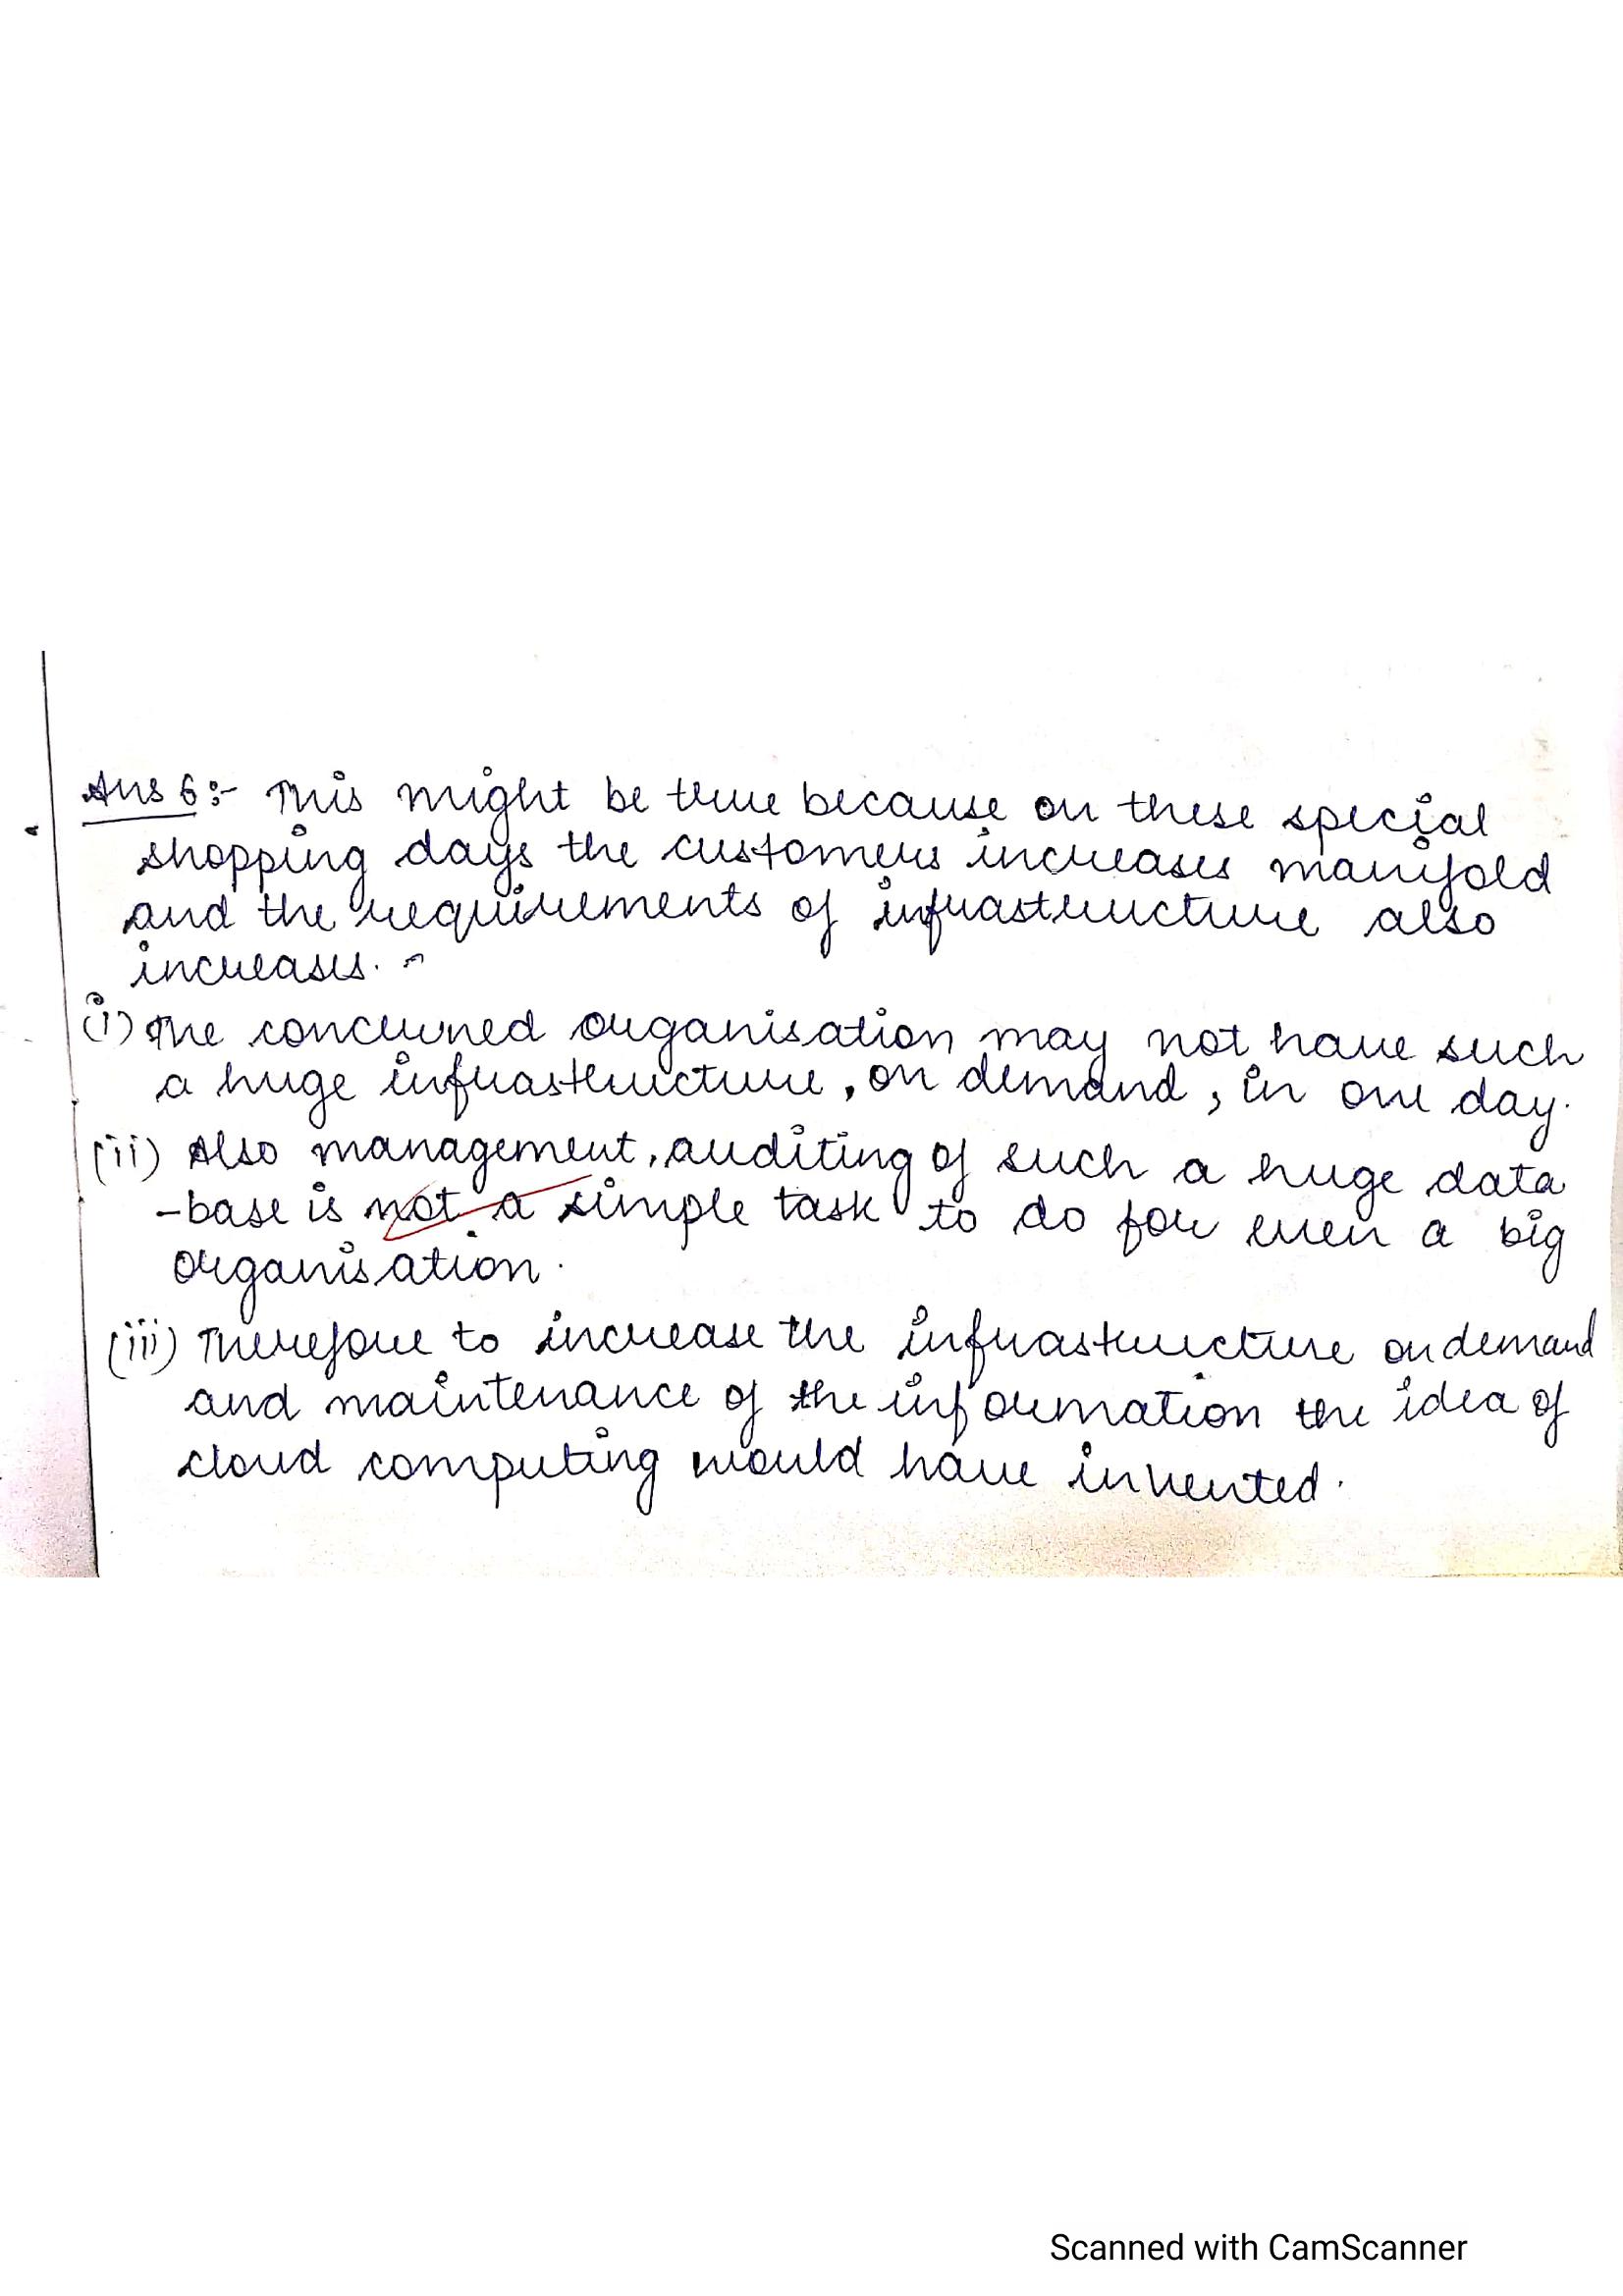 Ans 6:- This might be true because on these special
shopping days the customers increases manifold
and the requirements of infrastructure also
increases.
(i) The concerned organisation may not have such
a huge infrastructure, on demand, in one day.
(ii) Also management, auditing of such a huge data
-base is not a simple task to do for even a big
organisation.
(iii) Therefore to increase the infrastructure on demand
and maintenance of the information the idea of
cloud computing would have invented.
Scanned with CamScanner